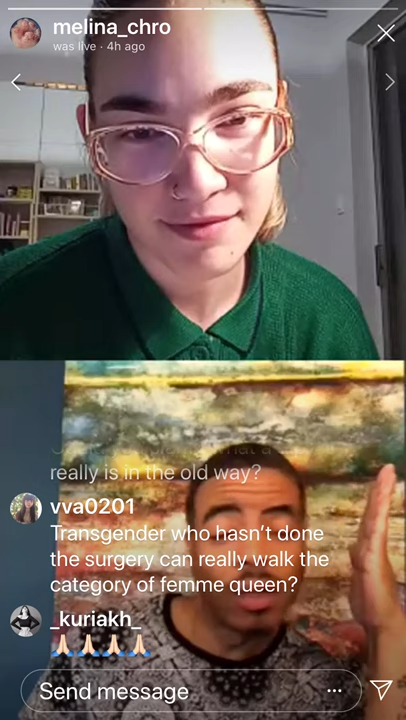 melina_chro
was live · 4h ago
really is in the old way?
vva0201
Transgender who hasn't done
the surgery can really walk the
category of femme queen?
_kuriakh_
🙏🏻🙏🏻🙏🏻🙏🏻
Send message